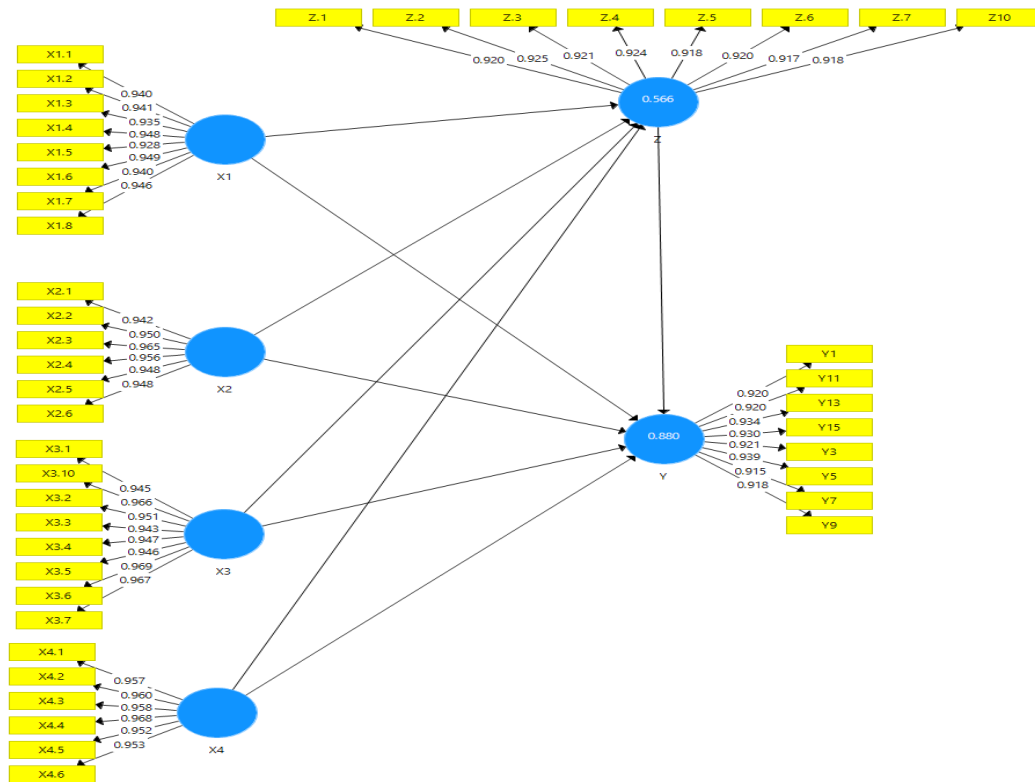 Z.1 Z.2 Z.3 Z.4 Z.5 Z.6 Z.7 Z10
0.920 0.925 0.921 0.924 0.918 0.920 0.917 0.918
0.566
Z
X1.1
X1.2
X1.3
X1.4
X1.5
X1.6
X1.7
X1.8
0.940
0.941
0.935
0.948
0.928
0.949
0.940
0.946
X1
X2.1
X2.2
X2.3
X2.4
X2.5
X2.6
0.942
0.950
0.965
0.956
0.948
0.948
X2
X3.1
X3.10
X3.2
X3.3
X3.4
X3.5
X3.6
X3.7
0.945
0.966
0.951
0.943
0.947
0.946
0.969
0.967
X3
X4.1
X4.2
X4.3
X4.4
X4.5
X4.6
0.957
0.960
0.958
0.968
0.952
0.953
X4
0.880
Y
0.920
0.920
0.934
0.930
0.921
0.939
0.915
0.918
Y1
Y11
Y13
Y15
Y3
Y5
Y7
Y9